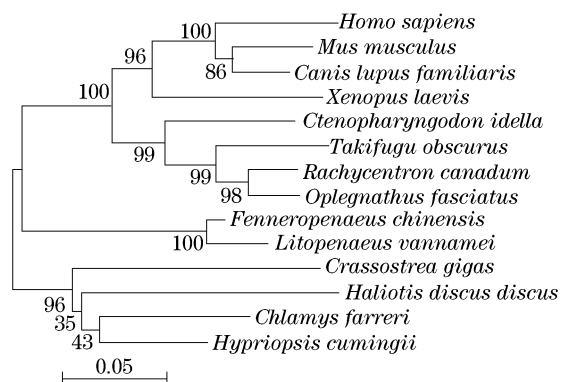 100 Homo sapiens
96 Mus musculus
86 Canis lupus familiaris
100 Xenopus laevis
Ctenopharyngodon idella
99 Takifugu obscurus
99 Rachycentron canadum
98 Oplegnathus fasciatus
Fenneropenaeus chinensis
100 Litopenaeus vannamei
Crassostrea gigas
96 Haliotis discus discus
35 Chlamys farreri
43 Hypriopsis cumingii
0.05